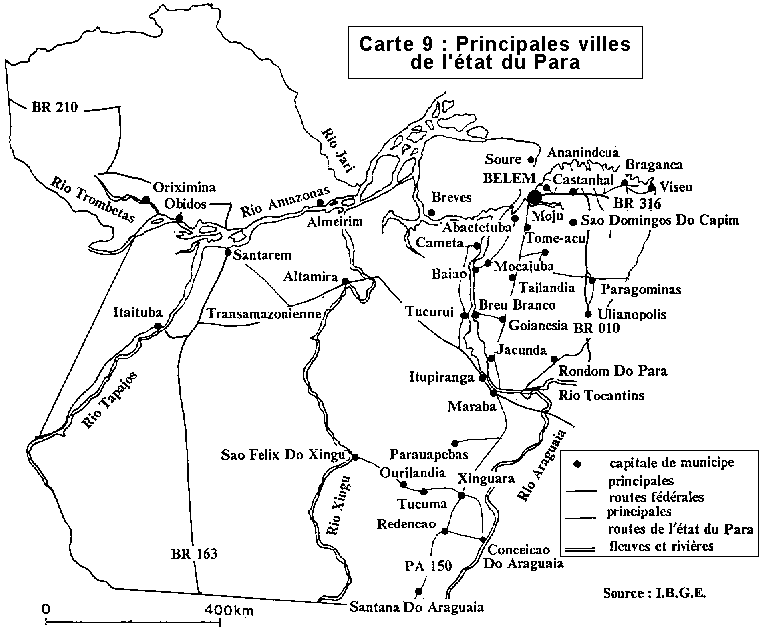 Carte 9 : Principales villes
de l'état du Para
BR 210
Rio Jari
Soure
Ananindeua
BELEM
Castanhal
Braganca
Viseu
BR 316
Rio Trombetas
Oriximina
Obidos
Rio Amazonas
Almeirim
Breves
Abaetetuba
Moju
Sao Domingos Do Capim
Cameta
Tome-acu
Santarem
Baiao
Mocajuba
Altamira
Tailandia
Paragominas
Itaituba
Transamazonienne
Tucurui
Breu Branco
Goianesia
Ulianopolis
BR 010
Jacunda
Rondom Do Para
Itupiranga
Rio Tocantins
Maraba
Rio Tapajos
Sao Felix Do Xingu
Parauapebas
Ourilandia
Xinguara
Rio Araguaia
Tucuma
Rio Xingu
Redencao
BR 163
PA 150
Conceicao
Do Araguaia
Santana Do Araguaia
capitale de municipe
principales
routes fédérales
principales
routes de l'état du Para
fleuves et rivières
Source : I.B.G.E.
0 400km